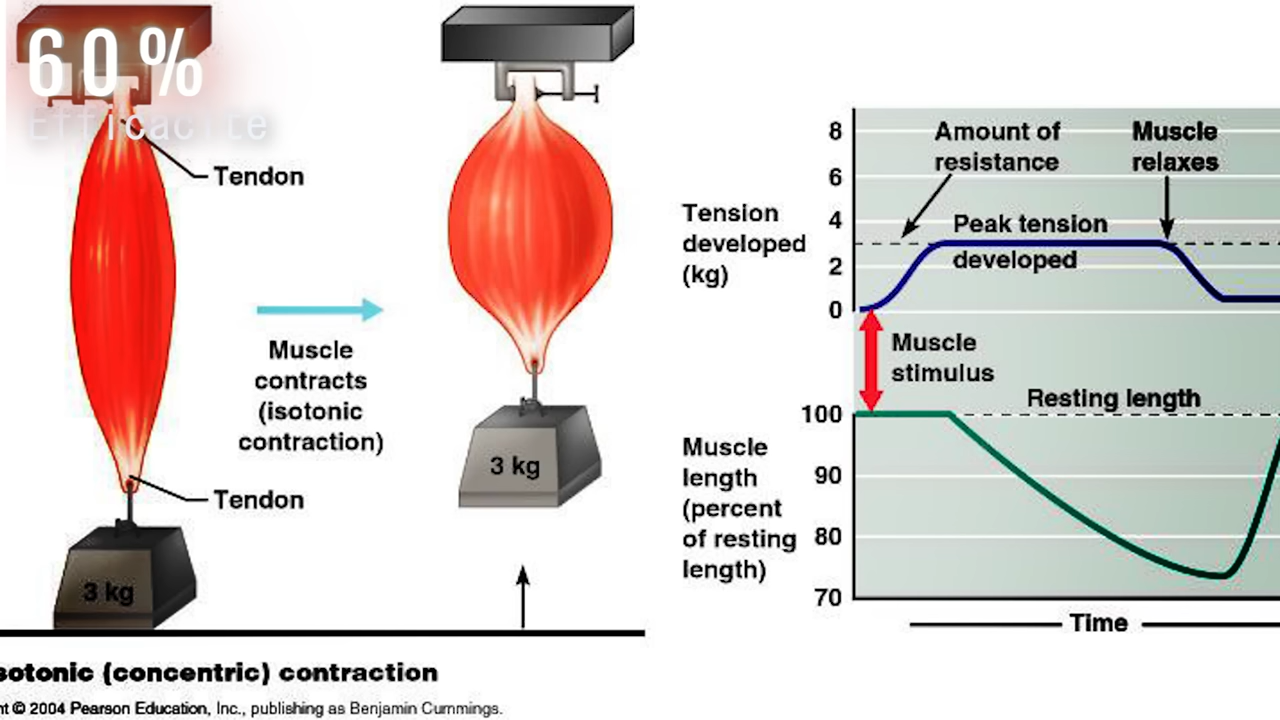 60%
Efficacite
Tendon
Muscle
contracts
(isotonic
contraction)
Tendon
3 kg
3 kg
sotonic (concentric) contraction
nt © 2004 Pearson Education, Inc., publishing as Benjamin Cummings.
Tension
developed
(kg)
8
6
4
2
0
Amount of
resistance
Muscle
relaxes
Peak tension
developed
Muscle
stimulus
Resting length
Muscle
length
(percent
of resting
length)
100
90
80
70
Time